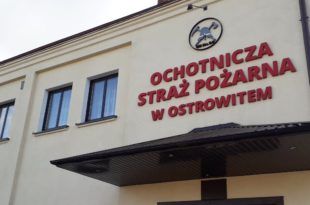 OCHOTNICZA
STRAŻ POŻARNA
W OSTROWITEM